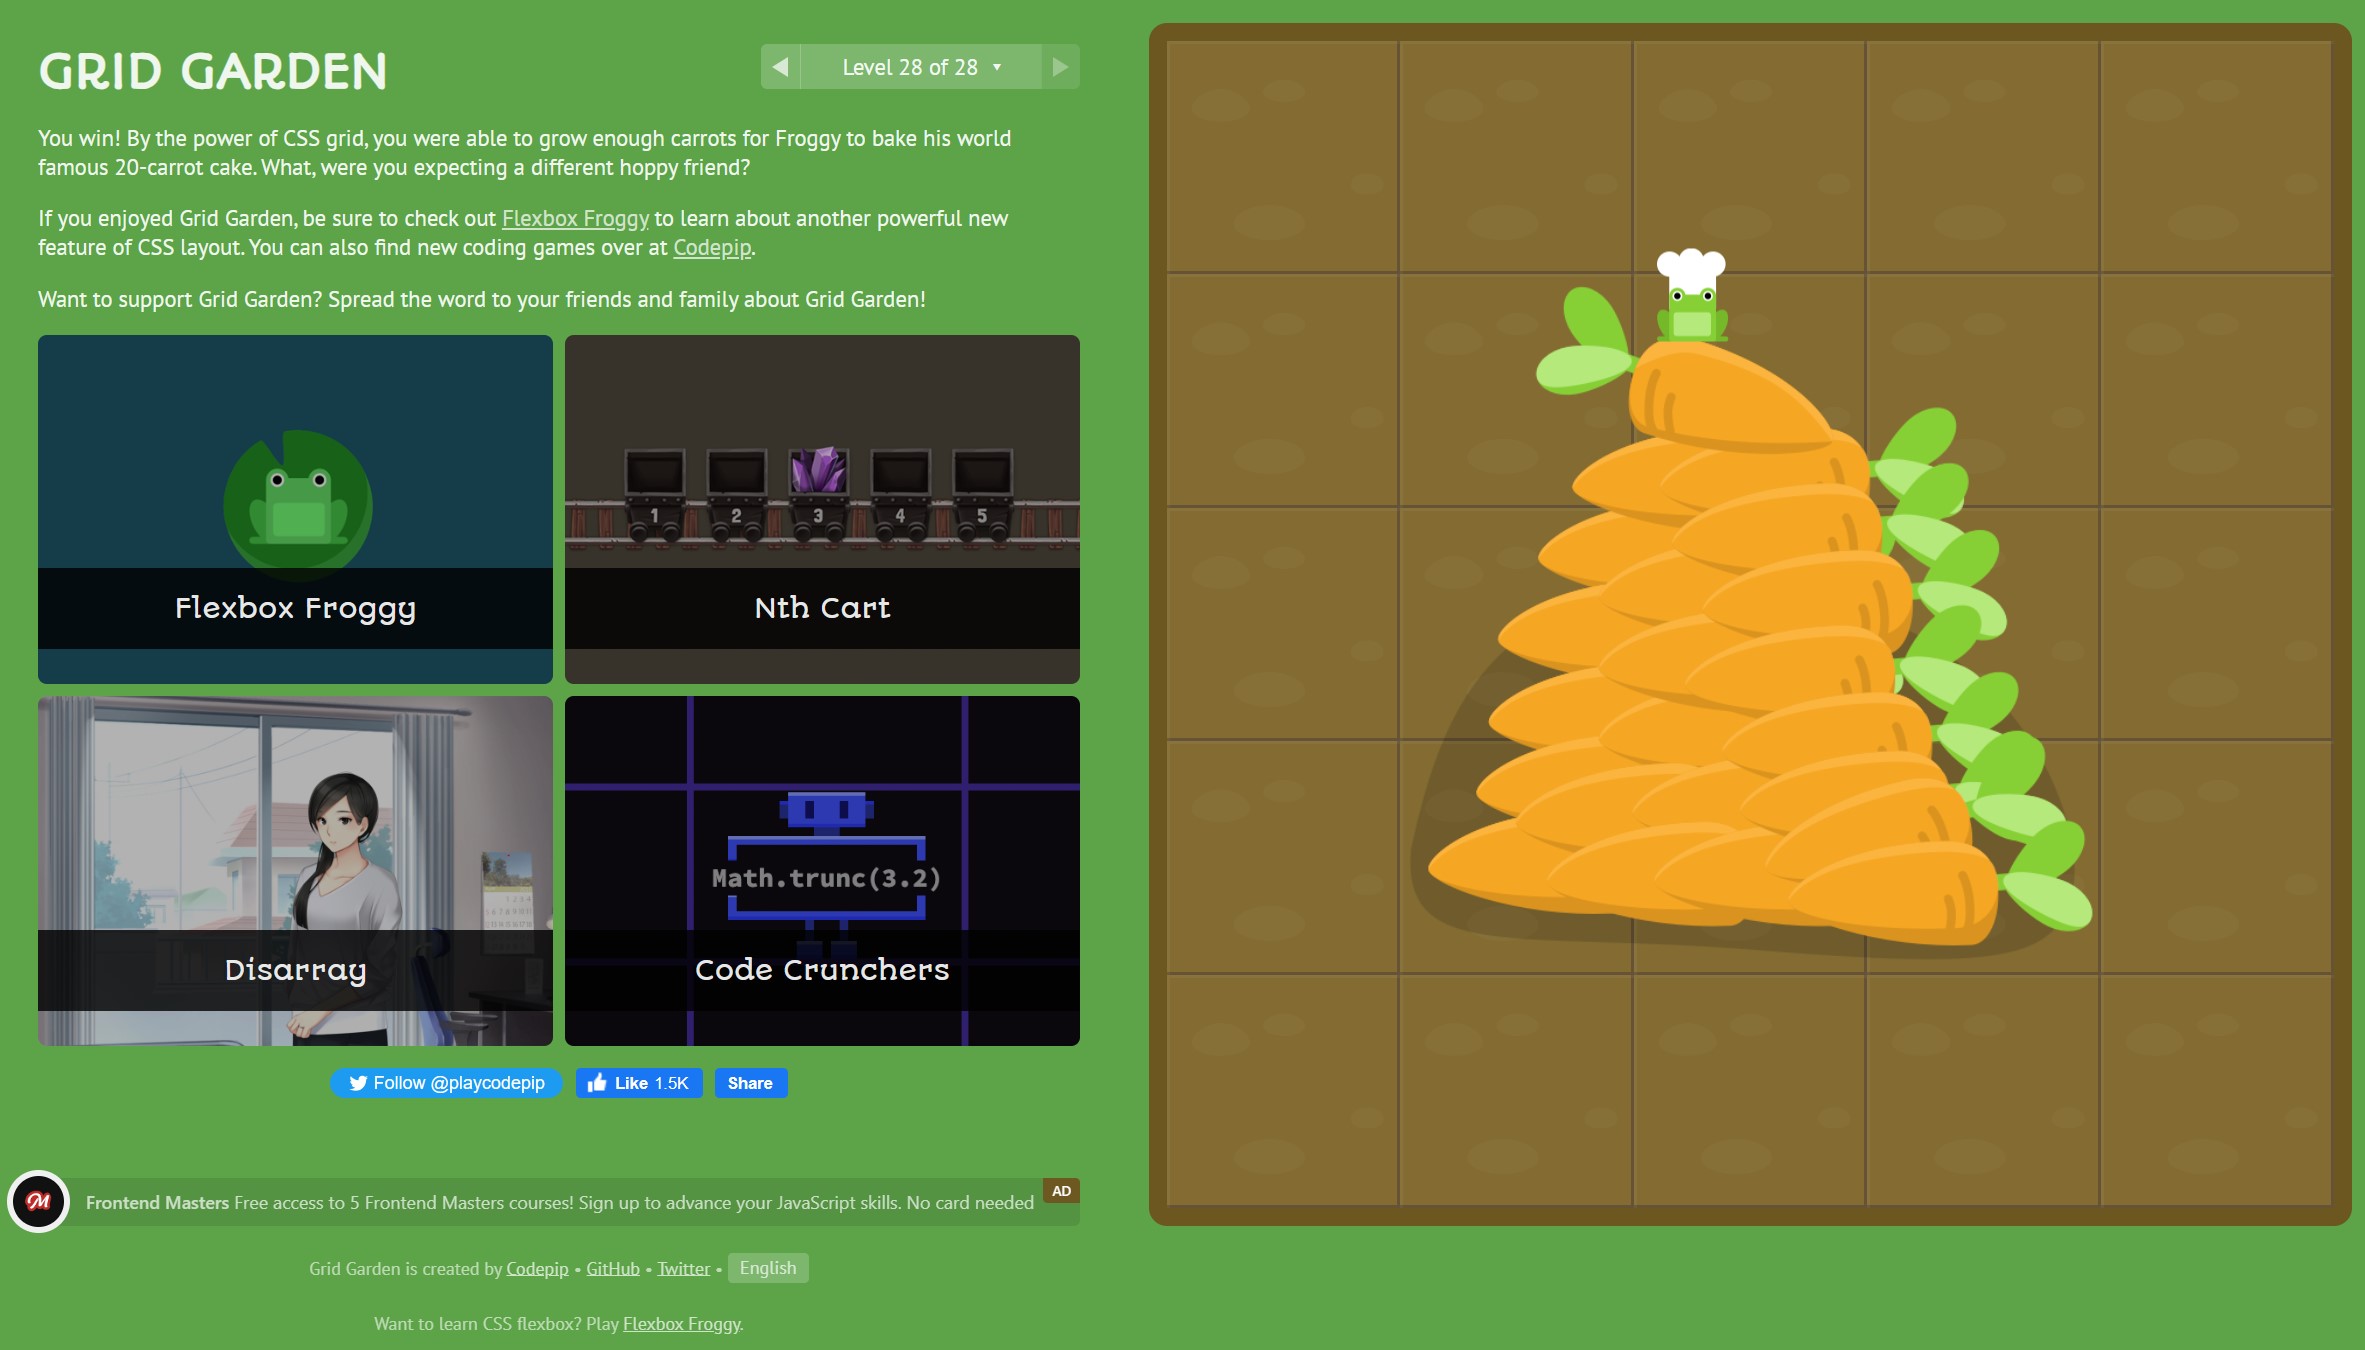 GRID GARDEN
Level 28 of 28
You win! By the power of CSS grid, you were able to grow enough carrots for Froggy to bake his world
famous 20-carrot cake. What, were you expecting a different hoppy friend?
If you enjoyed Grid Garden, be sure to check out Flexbox Froggy to learn about another powerful new
feature of CSS layout. You can also find new coding games over at Codepip.
Want to support Grid Garden? Spread the word to your friends and family about Grid Garden!
Flexbox Froggy
1 2 3 4 5
Nth Cart
Disarray
Math.trunc(3.2)
Code Crunchers
Follow @playcodepip
Like 1.5K
Share
M
Frontend Masters Free access to 5 Frontend Masters courses! Sign up to advance your JavaScript skills. No card needed
AD
Grid Garden is created by Codepip • GitHub • Twitter • English
Want to learn CSS flexbox? Play Flexbox Froggy.